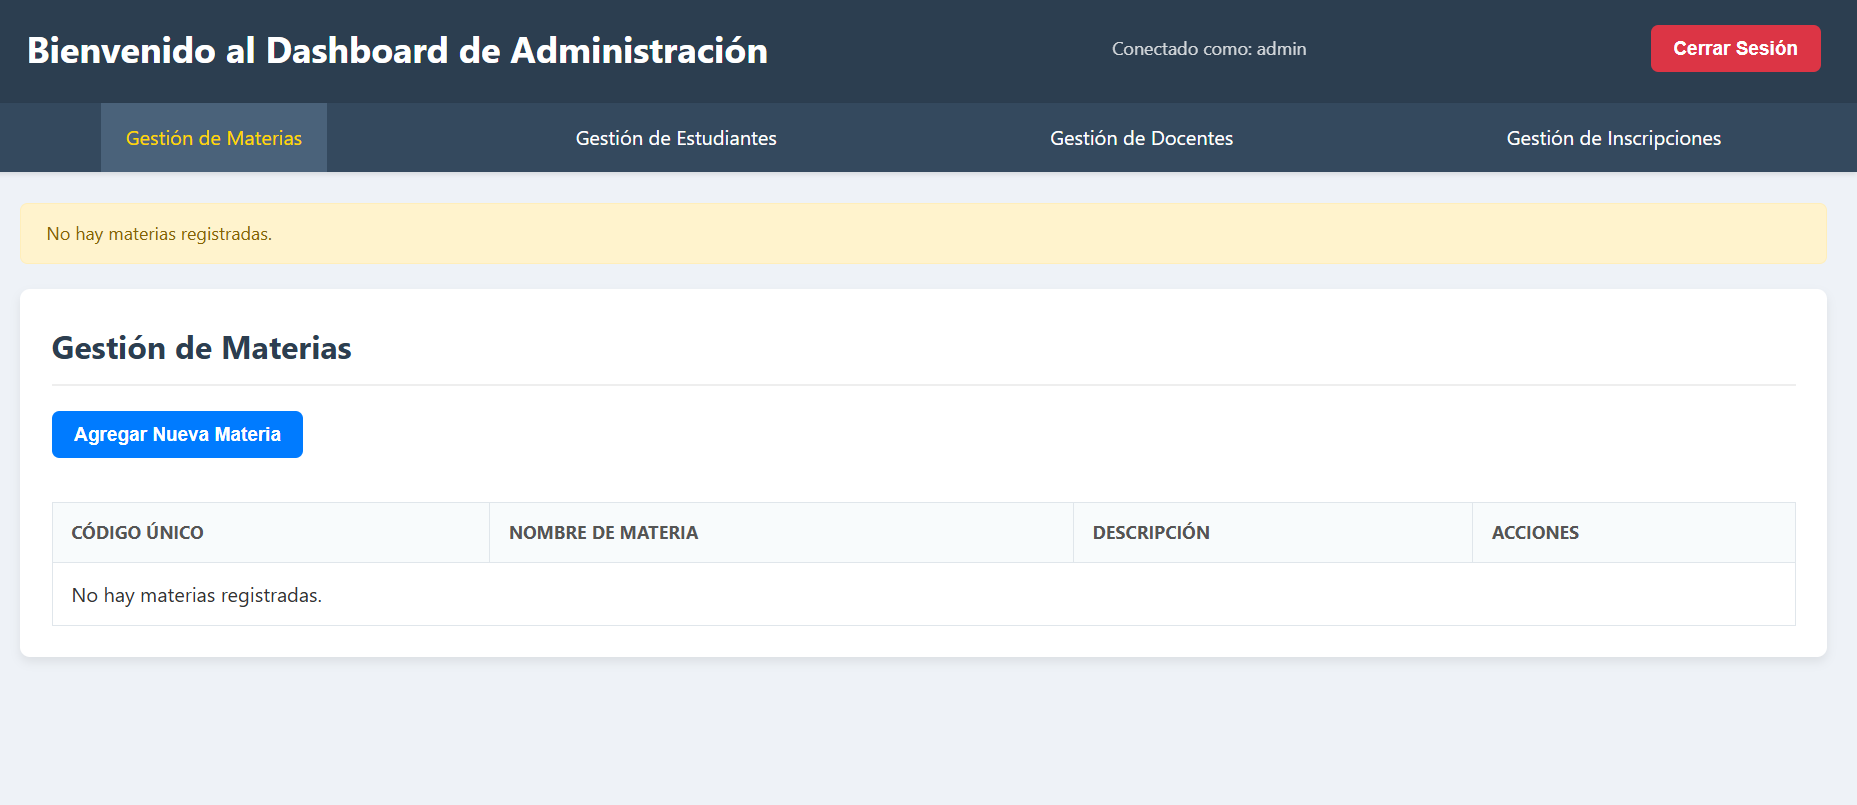 Bienvenido al Dashboard de Administración
Conectado como: admin
Cerrar Sesión
Gestión de Materias
Gestión de Estudiantes
Gestión de Docentes
Gestión de Inscripciones
No hay materias registradas.
Gestión de Materias
Agregar Nueva Materia
CÓDIGO ÚNICO
NOMBRE DE MATERIA
DESCRIPCIÓN
ACCIONES
No hay materias registradas.